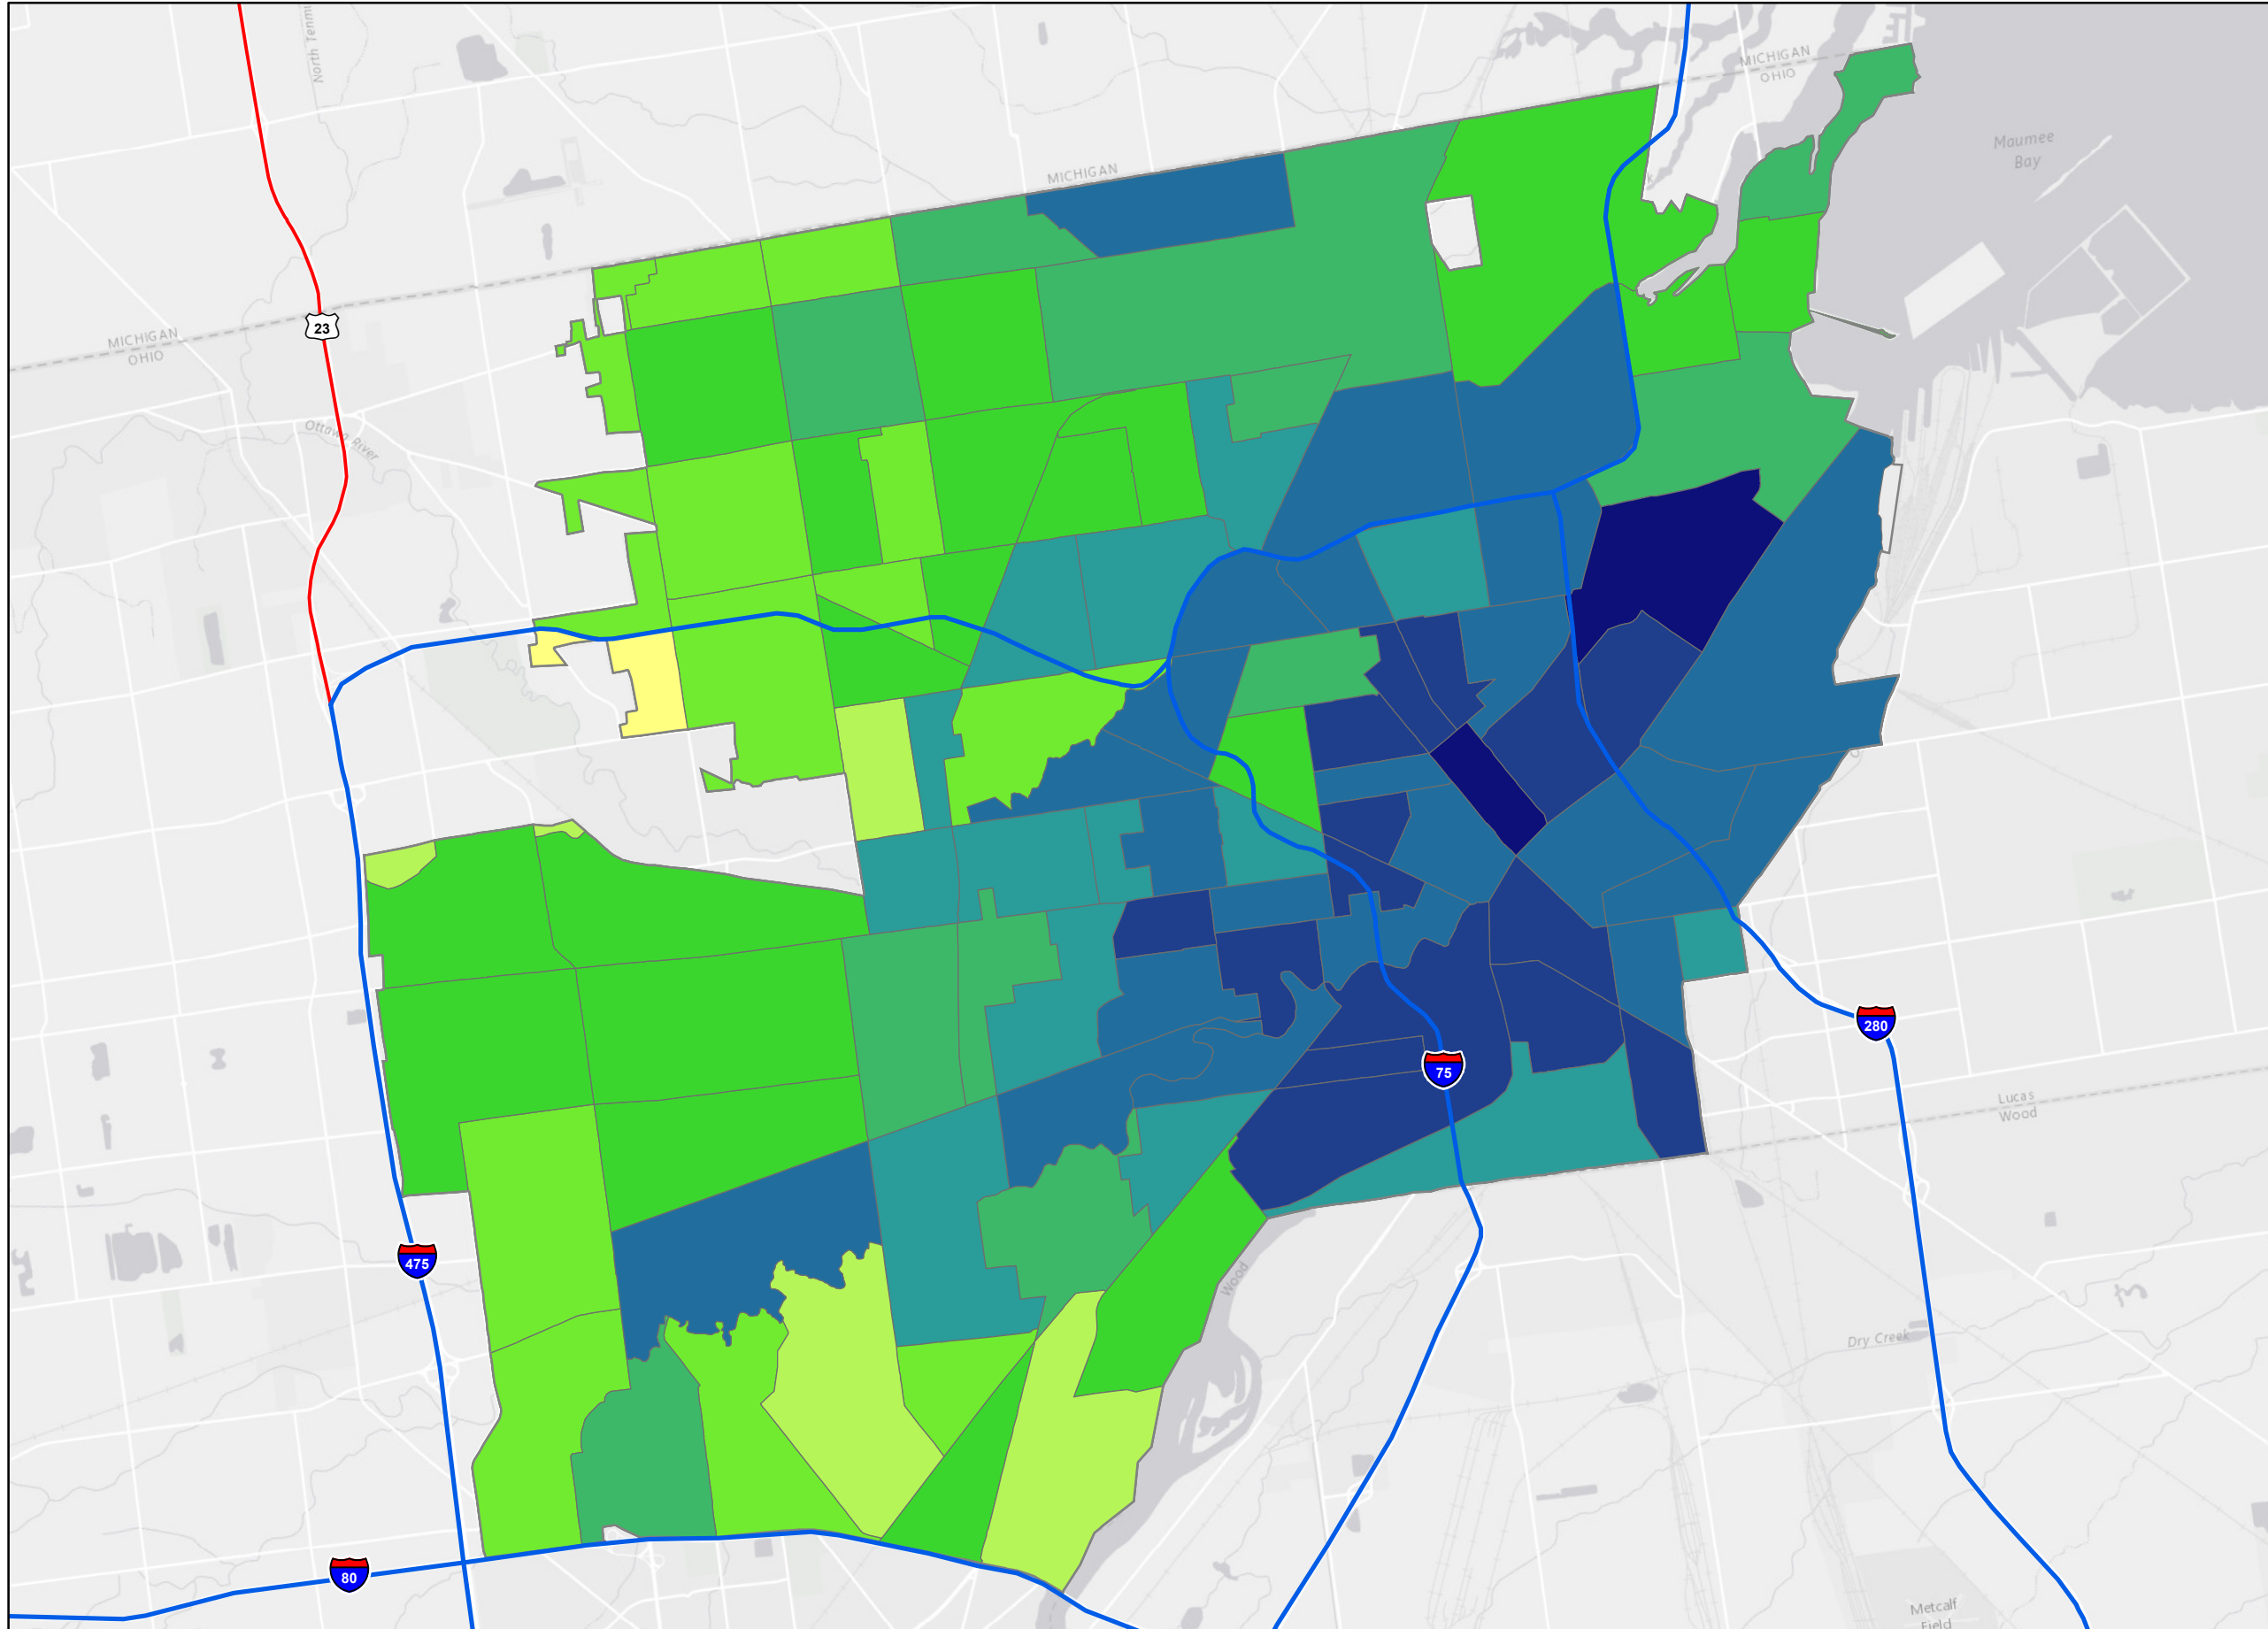 MICHIGAN
OHIO
Maumee
Bay
MICHIGAN
23
MICHIGAN
OHIO
Ottawa River
280
75
Lucas
Wood
475
Wood
Dry Creek
80
Metcalf
Field